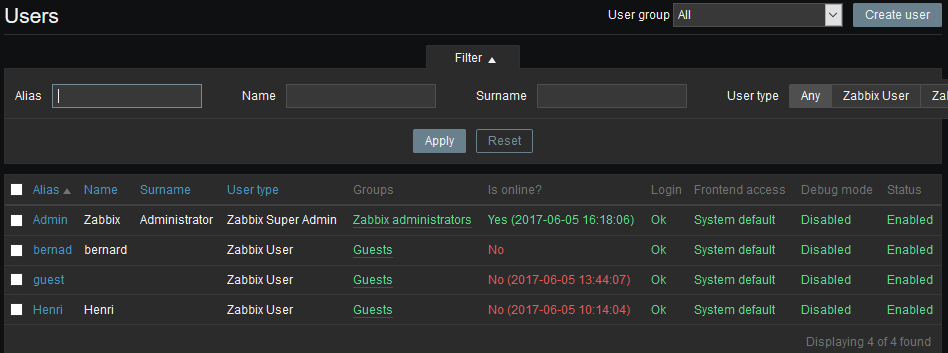 Users
User group All Create user
Filter ▲
Alias Name Surname User type Any Zabbix User Zal
Apply Reset
Alias ▲ Name Surname User type Groups Is online? Login Frontend access Debug mode Status
Admin Zabbix Administrator Zabbix Super Admin Zabbix administrators Yes (2017-06-05 16:18:06) Ok System default Disabled Enabled
bernad bernard Zabbix User Guests No Ok System default Disabled Enabled
guest Zabbix User Guests No (2017-06-05 13:44:07) Ok System default Disabled Enabled
Henri Henri Zabbix User Guests No (2017-06-05 10:14:04) Ok System default Disabled Enabled
Displaying 4 of 4 found